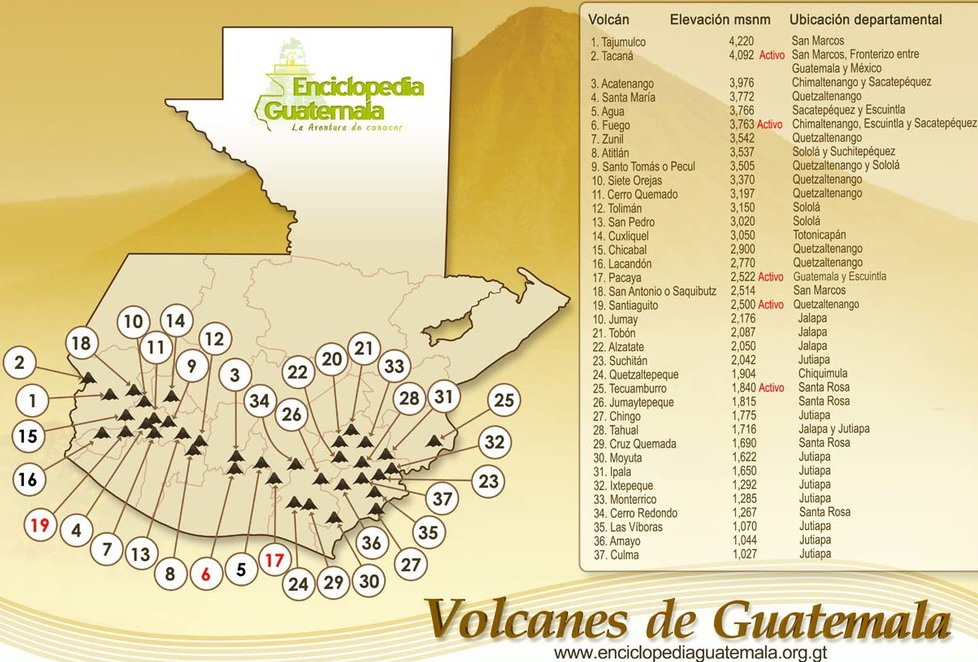 Enciclopedia
Guatemala
La Aventura de conocer
Volcán Elevación msnm Ubicación departamental
1. Tajumulco 4,220 San Marcos
2. Tacaná 4,092 Activo San Marcos, Fronterizo entre
Guatemala y México
3. Acatenango 3,976 Chimaltenango y Sacatepéquez
4. Santa María 3,772 Quetzaltenango
5. Agua 3,766 Sacatepéquez y Escuintla
6. Fuego 3,763 Activo Chimaltenango, Escuintla y Sacatepéquez
7. Zunil 3,542 Quetzaltenango
8. Atitlán 3,537 Sololá y Suchitepéquez
9. Santo Tomás o Pecul 3,505 Quetzaltenango y Sololá
10. Siete Orejas 3,370 Quetzaltenango
11. Cerro Quemado 3,197 Quetzaltenango
12. Tolimán 3,150 Sololá
13. San Pedro 3,020 Sololá
14. Cuxliquel 3,050 Totonicapán
15. Chicabal 2,900 Quetzaltenango
16. Lacandón 2,770 Quetzaltenango
17. Pacaya 2,522 Activo Guatemala y Escuintla
18. San Antonio o Saquibutz 2,514 San Marcos
19. Santiaguito 2,500 Activo Quetzaltenango
10. Jumay 2,176 Jalapa
21. Tobón 2,087 Jalapa
22. Alzatate 2,050 Jalapa
23. Suchitán 2,042 Jutiapa
24. Quetzaltepeque 1,904 Chiquimula
25. Tecuamburro 1,840 Activo Santa Rosa
26. Jumaytepeque 1,815 Santa Rosa
27. Chingo 1,775 Jutiapa
28. Tahual 1,716 Jalapa y Jutiapa
29. Cruz Quemada 1,690 Santa Rosa
30. Moyuta 1,622 Jutiapa
31. Ipala 1,650 Jutiapa
32. Ixtepeque 1,292 Jutiapa
33. Monterrico 1,285 Jutiapa
34. Cerro Redondo 1,267 Santa Rosa
35. Las Víboras 1,070 Jutiapa
36. Amayo 1,044 Jutiapa
37. Culma 1,027 Jutiapa
10 14
18 11 12
2 9 3 22 20 21 33
1 34 26 28 31 25
15 32
16 23
19 4 37
7 13 35
8 6 5 17 36
24 29 30 27
Volcanes de Guatemala
www.enciclopediaguatemala.org.gt